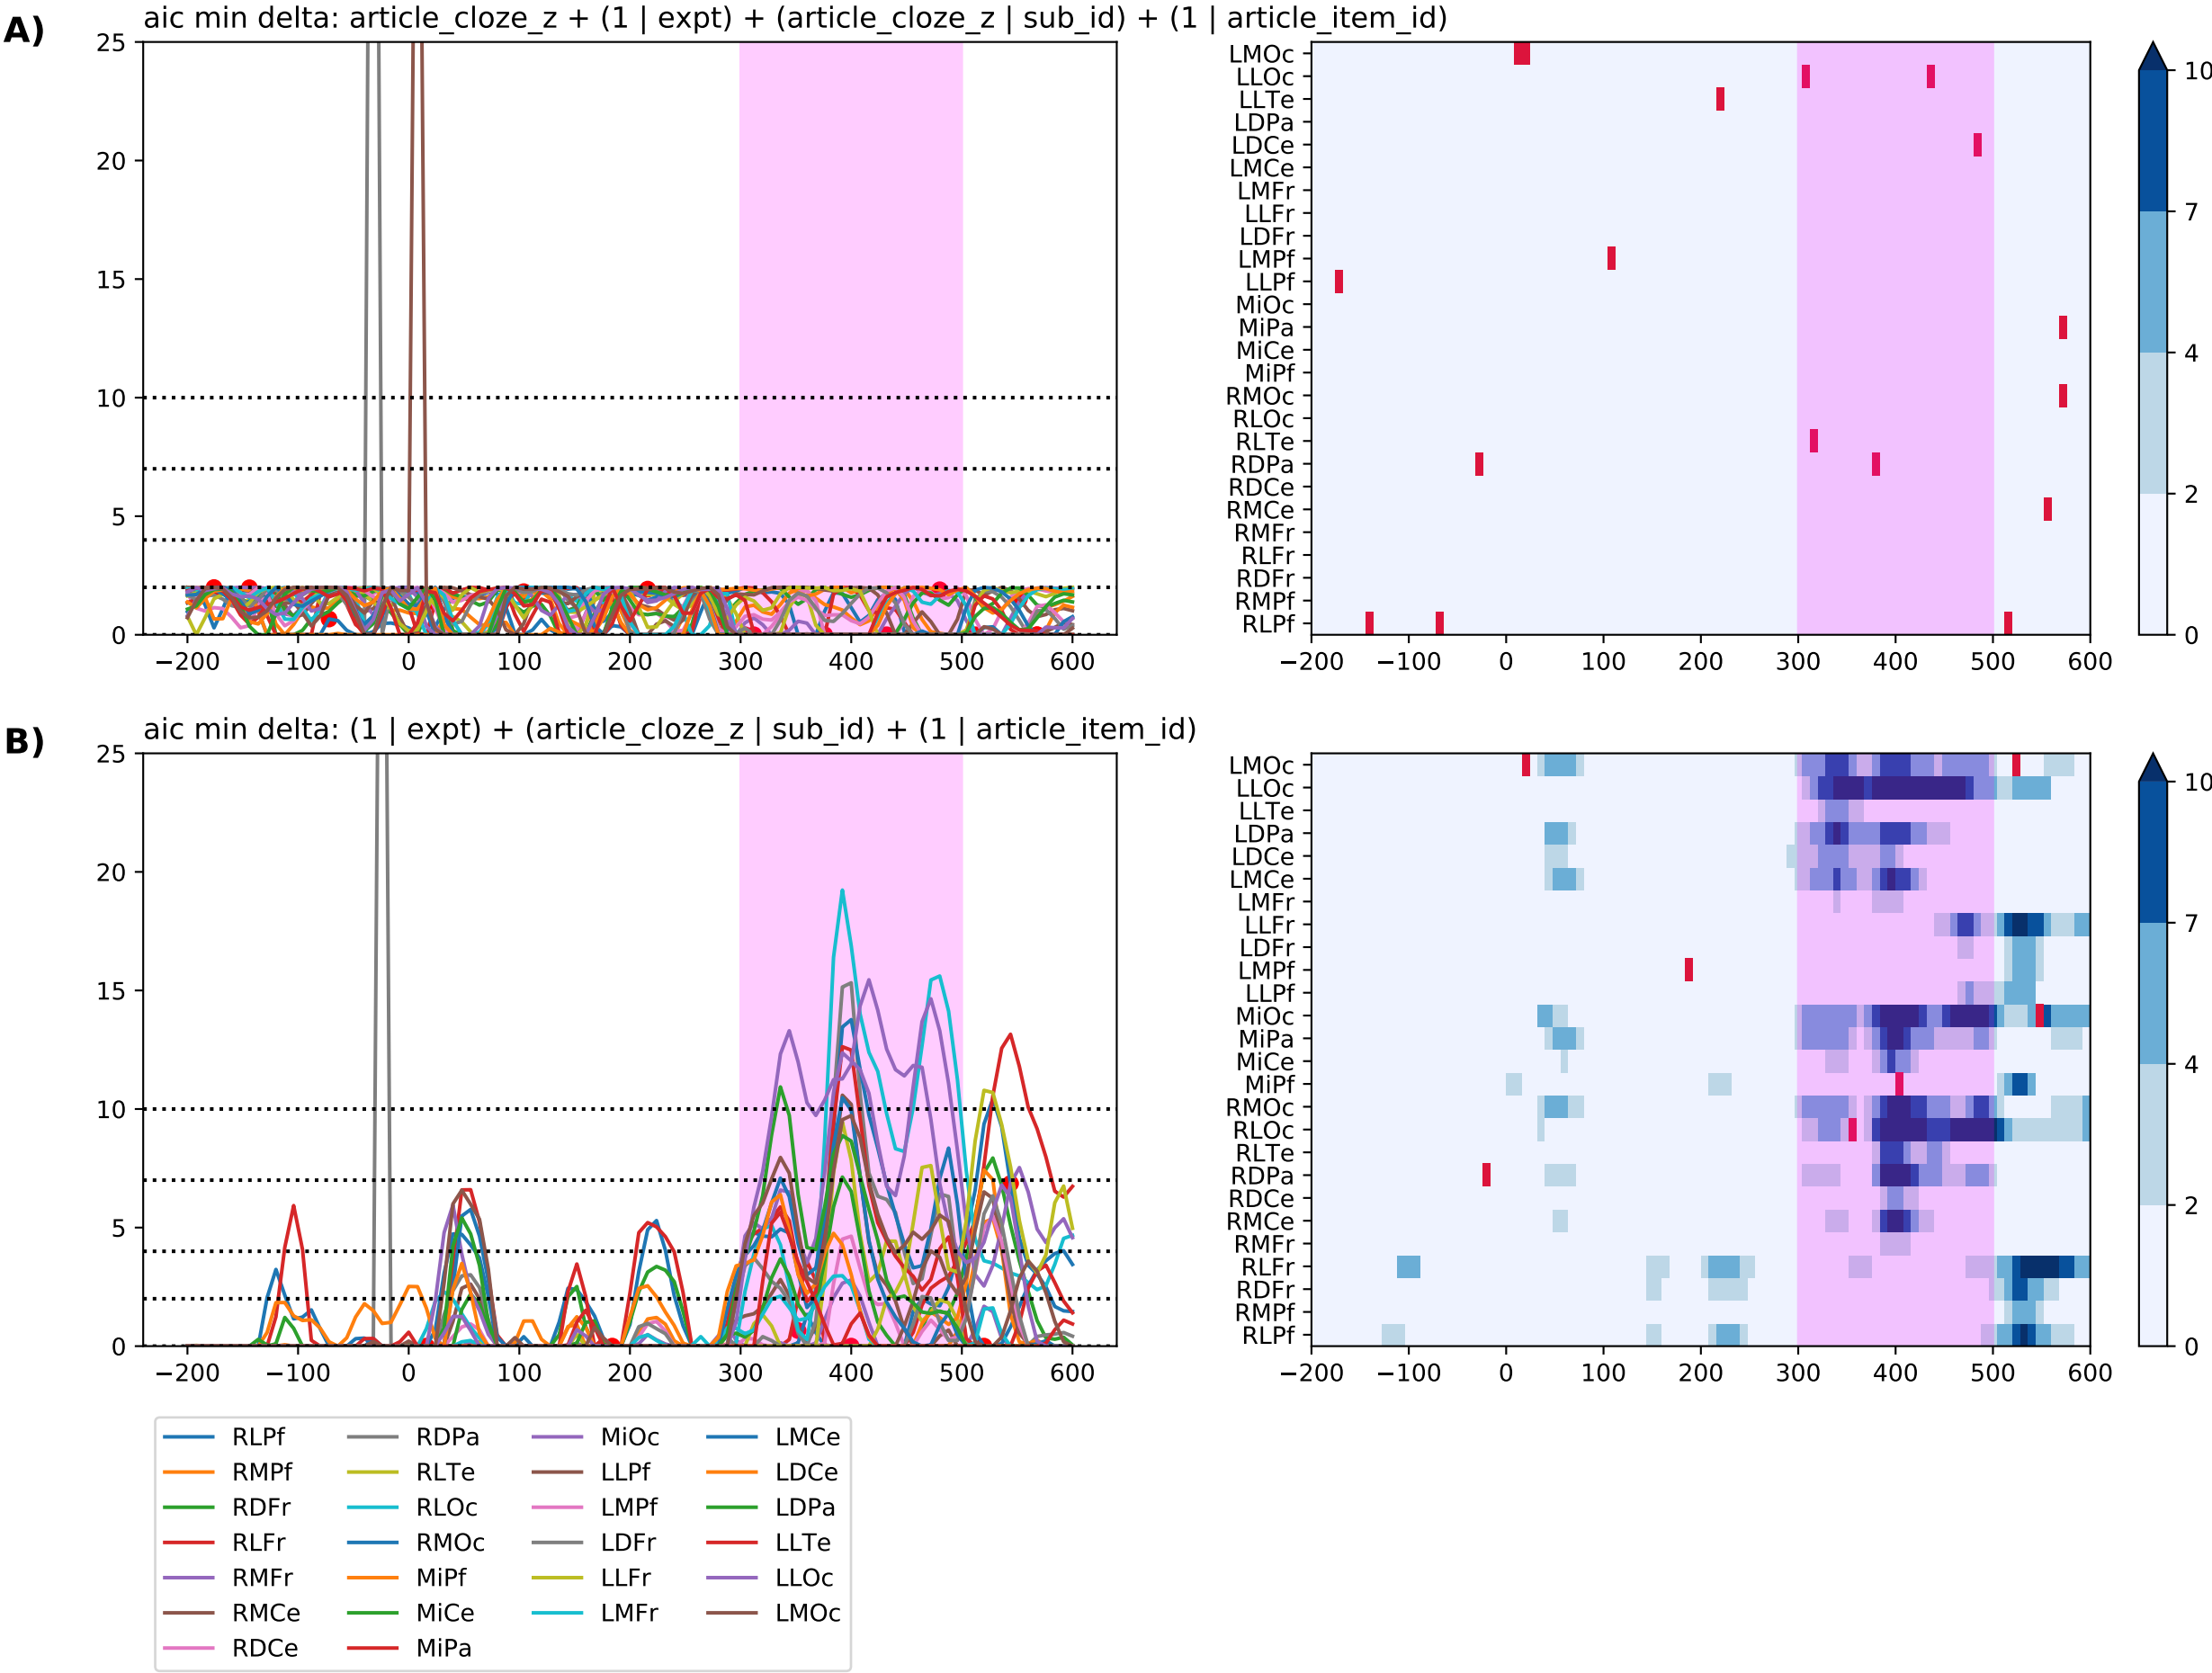 A)
aic min delta: article_cloze_z + (1 | expt) + (article_cloze_z | sub_id) + (1 | article_item_id)
25
20
15
10
5
0
−200 −100 0 100 200 300 400 500 600
LMOc
LLOc
LLTe
LDPa
LDCe
LMCe
LMFr
LLFr
LDFr
LMPf
LLPf
MiOc
MiPa
MiCe
MiPf
RMOc
RLOc
RLTe
RDPa
RDCe
RMCe
RMFr
RLFr
RDFr
RMPf
RLPf
−200 −100 0 100 200 300 400 500 600
10
7
4
2
0
B)
aic min delta: (1 | expt) + (article_cloze_z | sub_id) + (1 | article_item_id)
25
20
15
10
5
0
−200 −100 0 100 200 300 400 500 600
LMOc
LLOc
LLTe
LDPa
LDCe
LMCe
LMFr
LLFr
LDFr
LMPf
LLPf
MiOc
MiPa
MiCe
MiPf
RMOc
RLOc
RLTe
RDPa
RDCe
RMCe
RMFr
RLFr
RDFr
RMPf
RLPf
−200 −100 0 100 200 300 400 500 600
10
7
4
2
0
RLPf RDPa MiOc LMCe
RMPf RLTe LLPf LDCe
RDFr RLOc LMPf LDPa
RLFr RMOc LDFr LLTe
RMFr MiPf LLFr LLOc
RMCe MiCe LMFr LMOc
RDCe MiPa